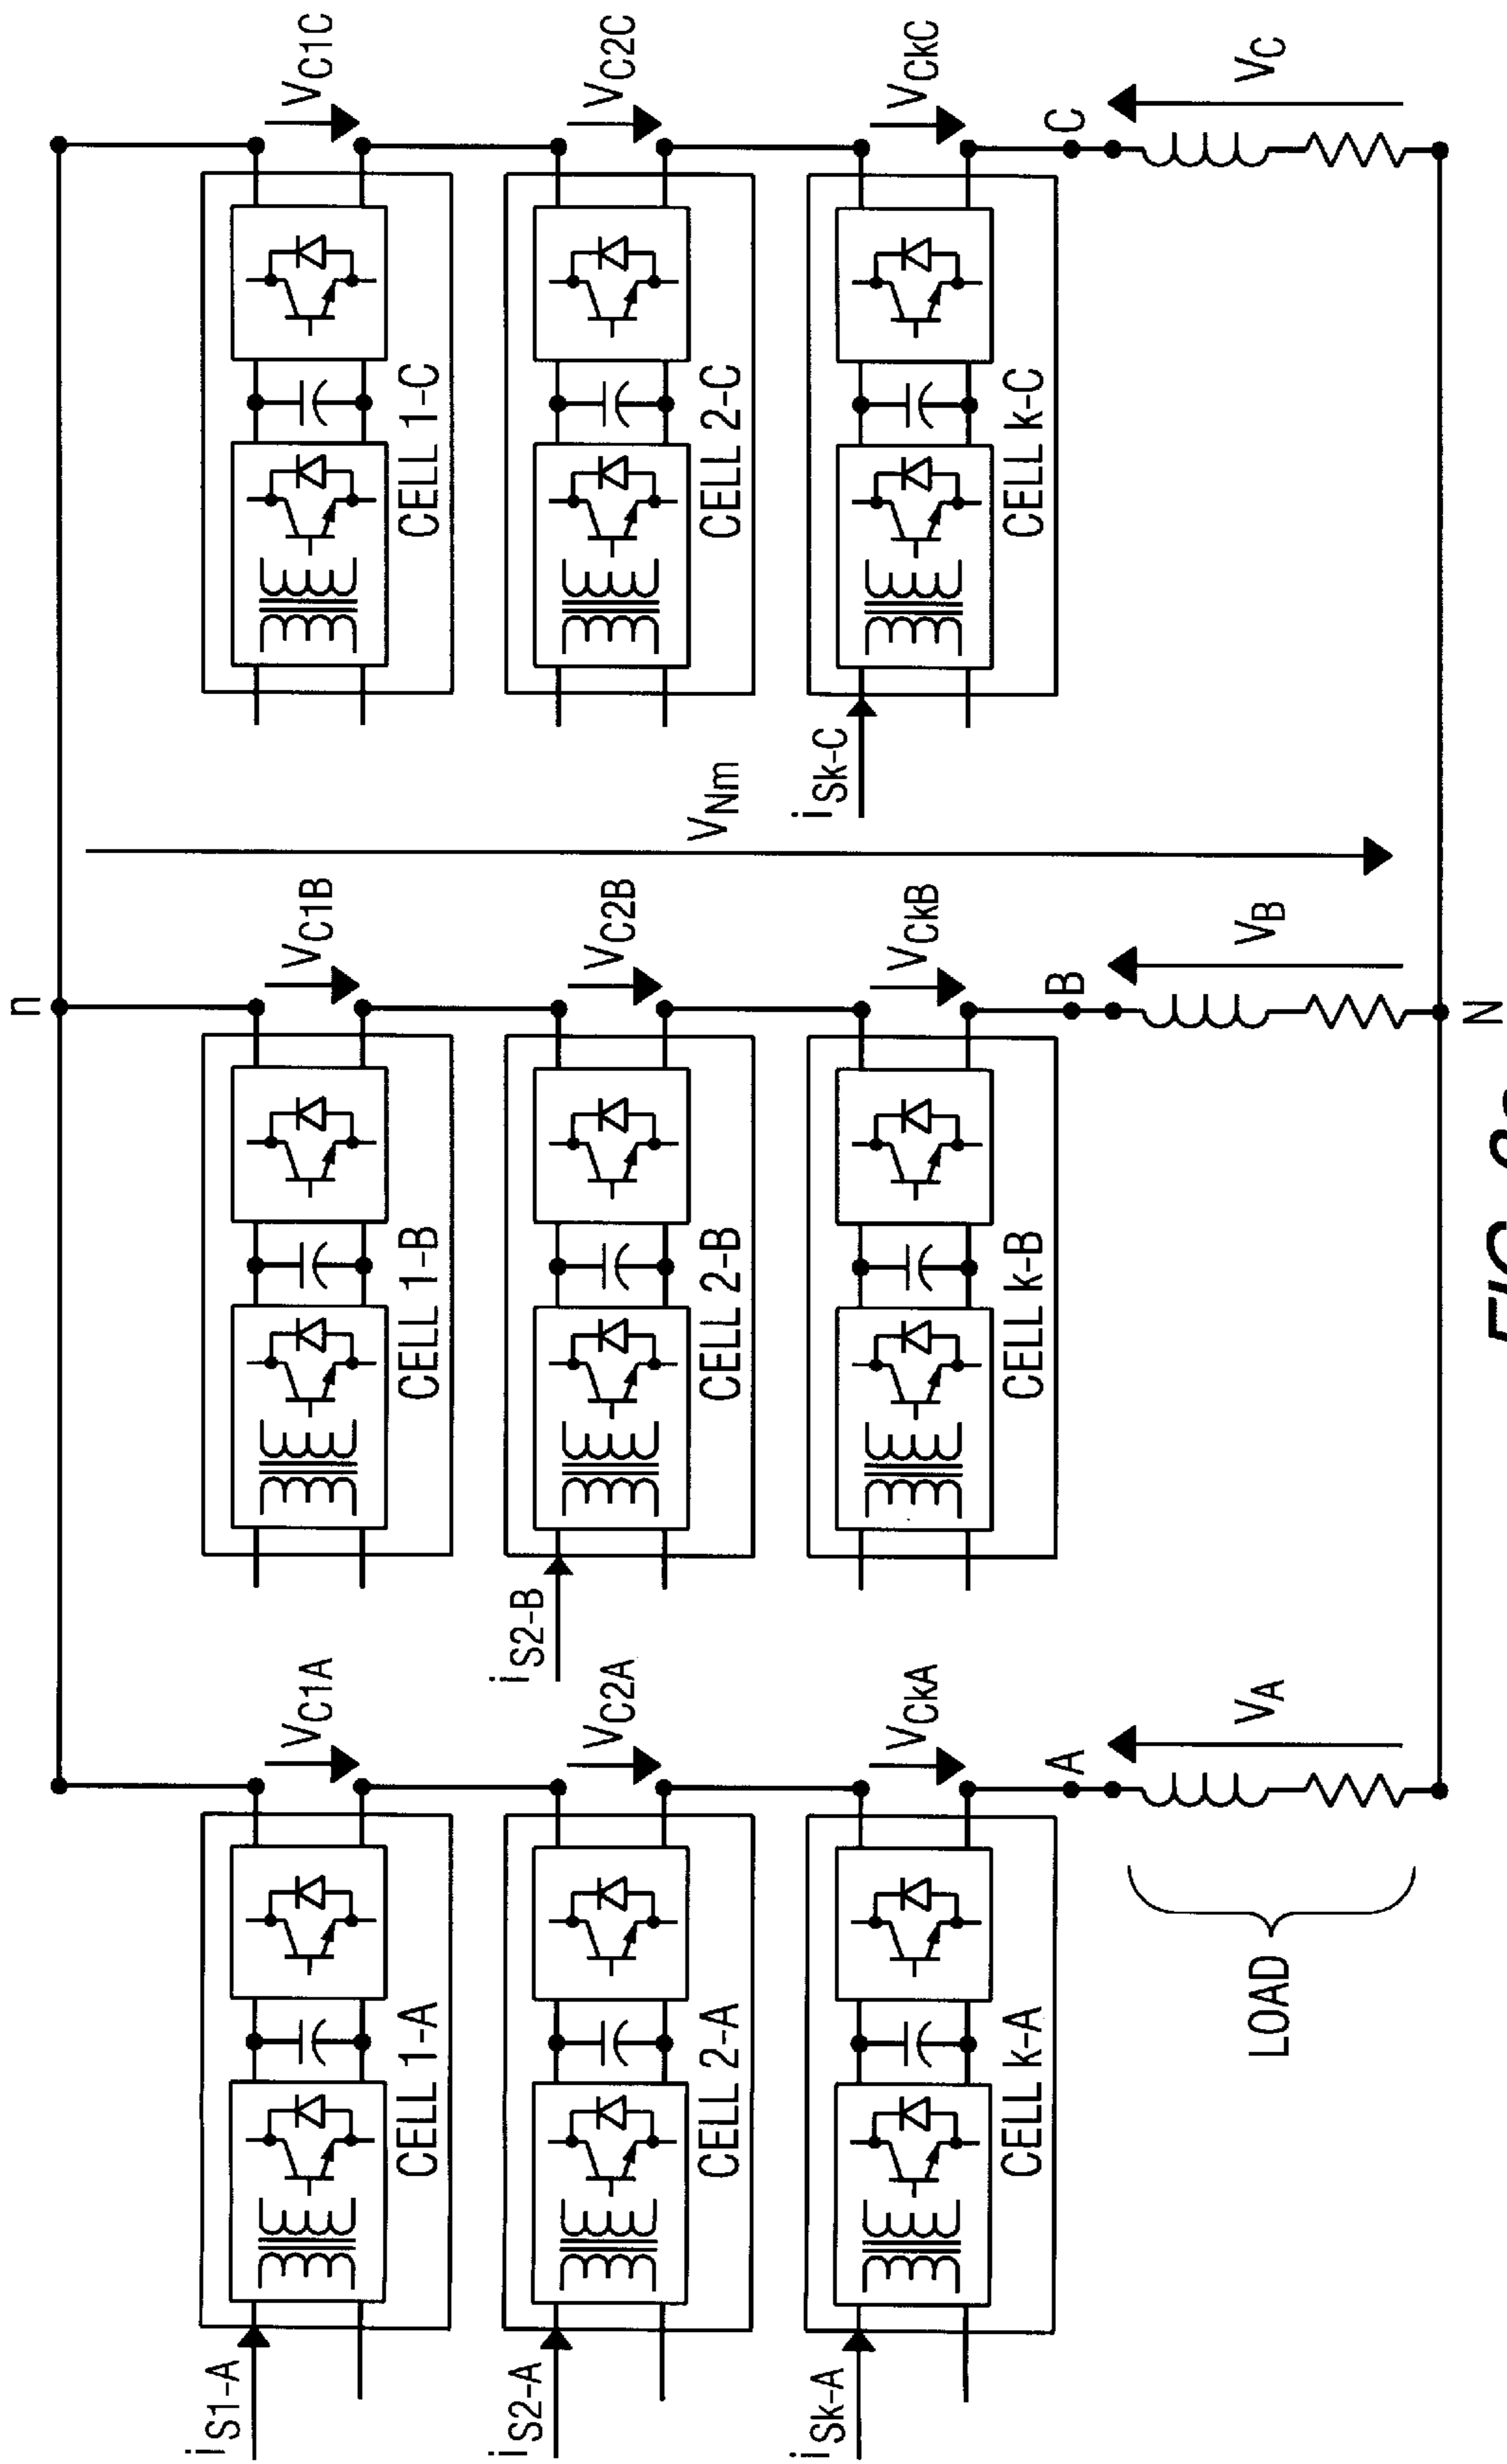 n
V_C1A
V_C1B
V_C1C
i_S1-A
CELL 1-A
CELL 1-B
CELL 1-C
V_C2A
V_C2B
V_C2C
i_S2-A
i_S2-B
CELL 2-A
CELL 2-B
CELL 2-C
V_Nm
V_CkA
V_CkB
V_CkC
i_Sk-A
i_Sk-C
CELL k-A
CELL k-B
CELL k-C
A
B
C
LOAD
V_A
V_B
V_C
N